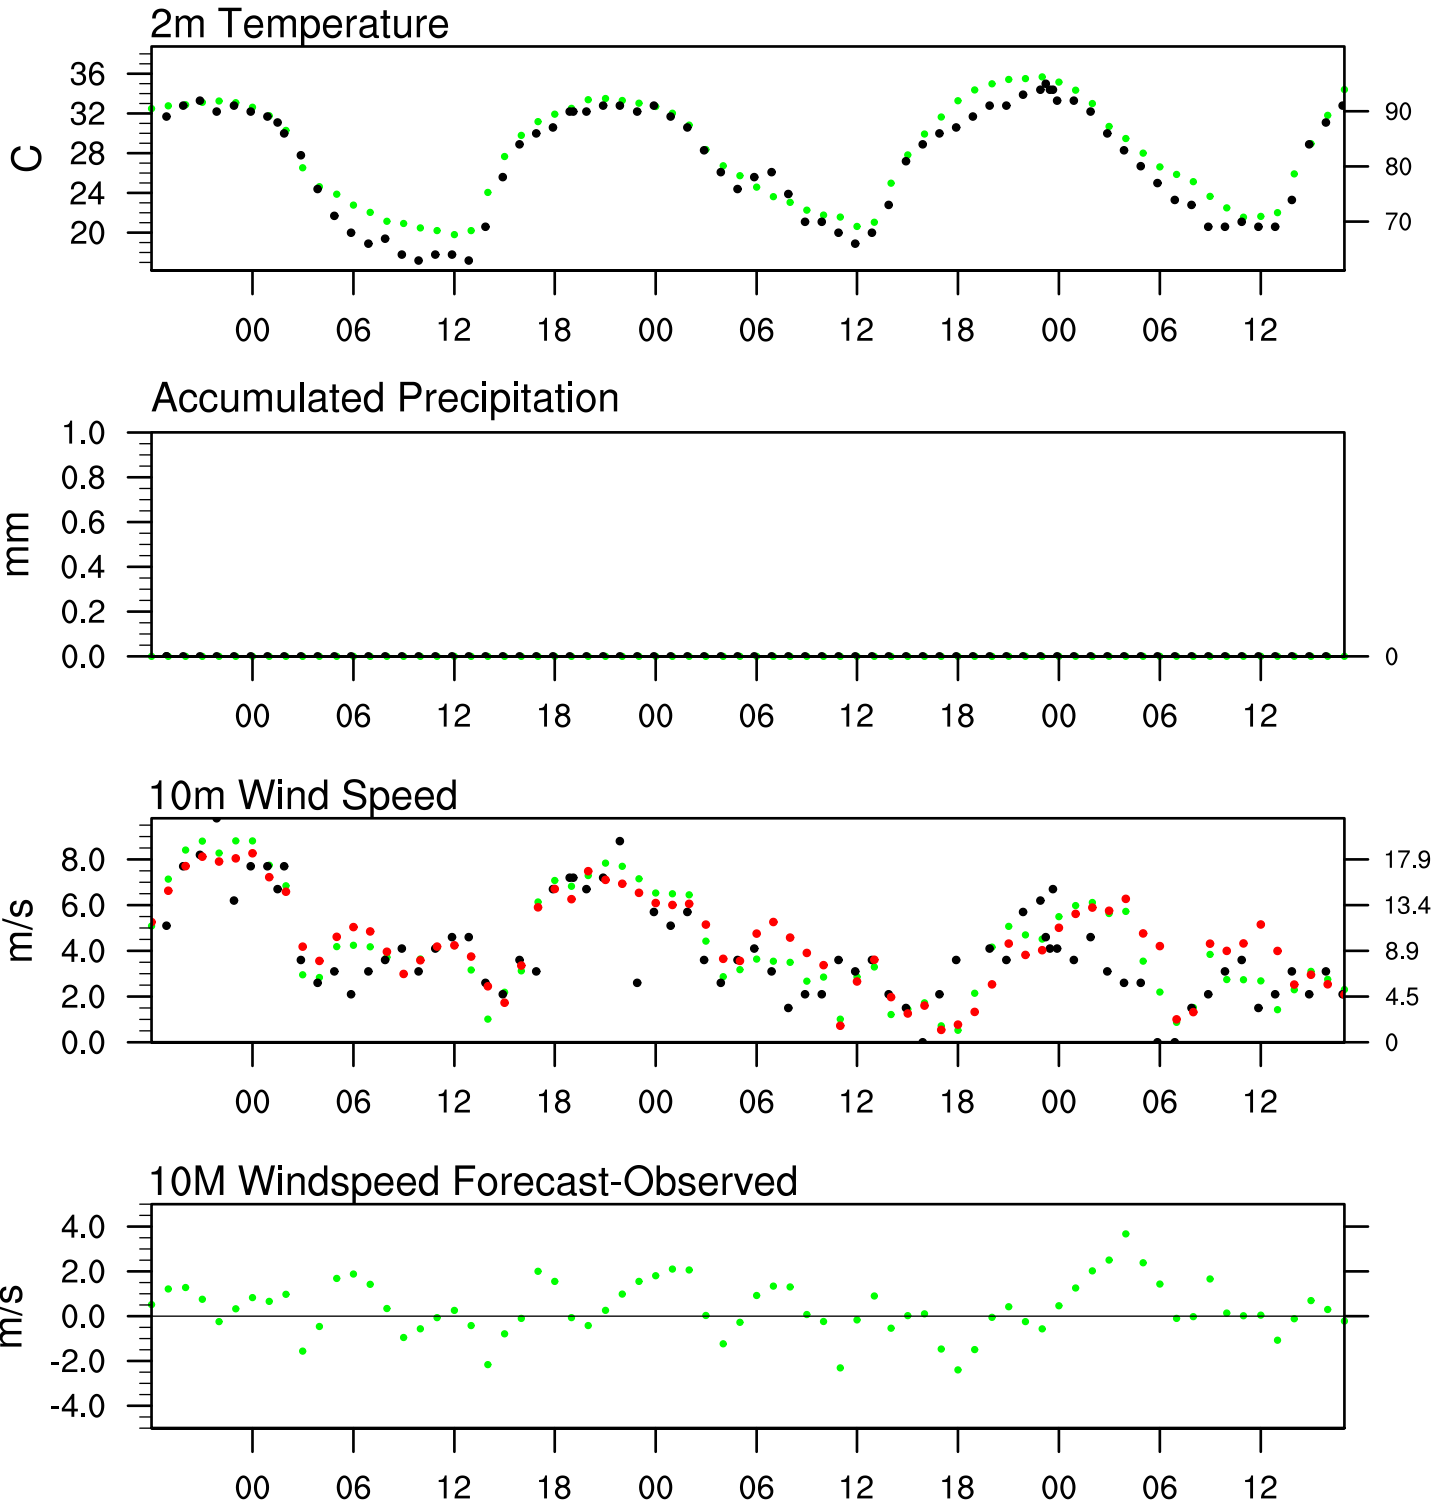 2m Temperature
36
32
28
24
20
C
90
80
70
00 06 12 18 00 06 12 18 00 06 12
Accumulated Precipitation
1.0
0.8
0.6
0.4
0.2
0.0
mm
0
00 06 12 18 00 06 12 18 00 06 12
10m Wind Speed
8.0
6.0
4.0
2.0
0.0
m/s
17.9
13.4
8.9
4.5
0
00 06 12 18 00 06 12 18 00 06 12
10M Windspeed Forecast-Observed
4.0
2.0
0.0
-2.0
-4.0
m/s
00 06 12 18 00 06 12 18 00 06 12